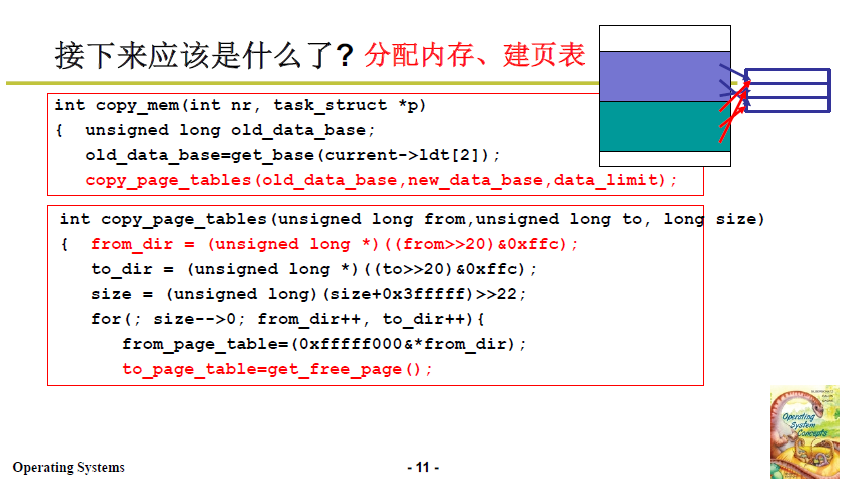 接下来应该是什么了? 分配内存、建页表
int copy_mem(int nr, task_struct *p)
{ unsigned long old_data_base;
old_data_base=get_base(current->ldt[2]);
copy_page_tables(old_data_base,new_data_base,data_limit);
int copy_page_tables(unsigned long from,unsigned long to, long size)
{ from_dir = (unsigned long *)((from>>20)&0xffc);
to_dir = (unsigned long *)((to>>20)&0xffc);
size = (unsigned long)(size+0x3fffff)>>22;
for(; size-->0; from_dir++, to_dir++){
from_page_table=(0xfffff000&*from_dir);
to_page_table=get_free_page();
Operating
System
Concepts
Operating Systems
- 11 -